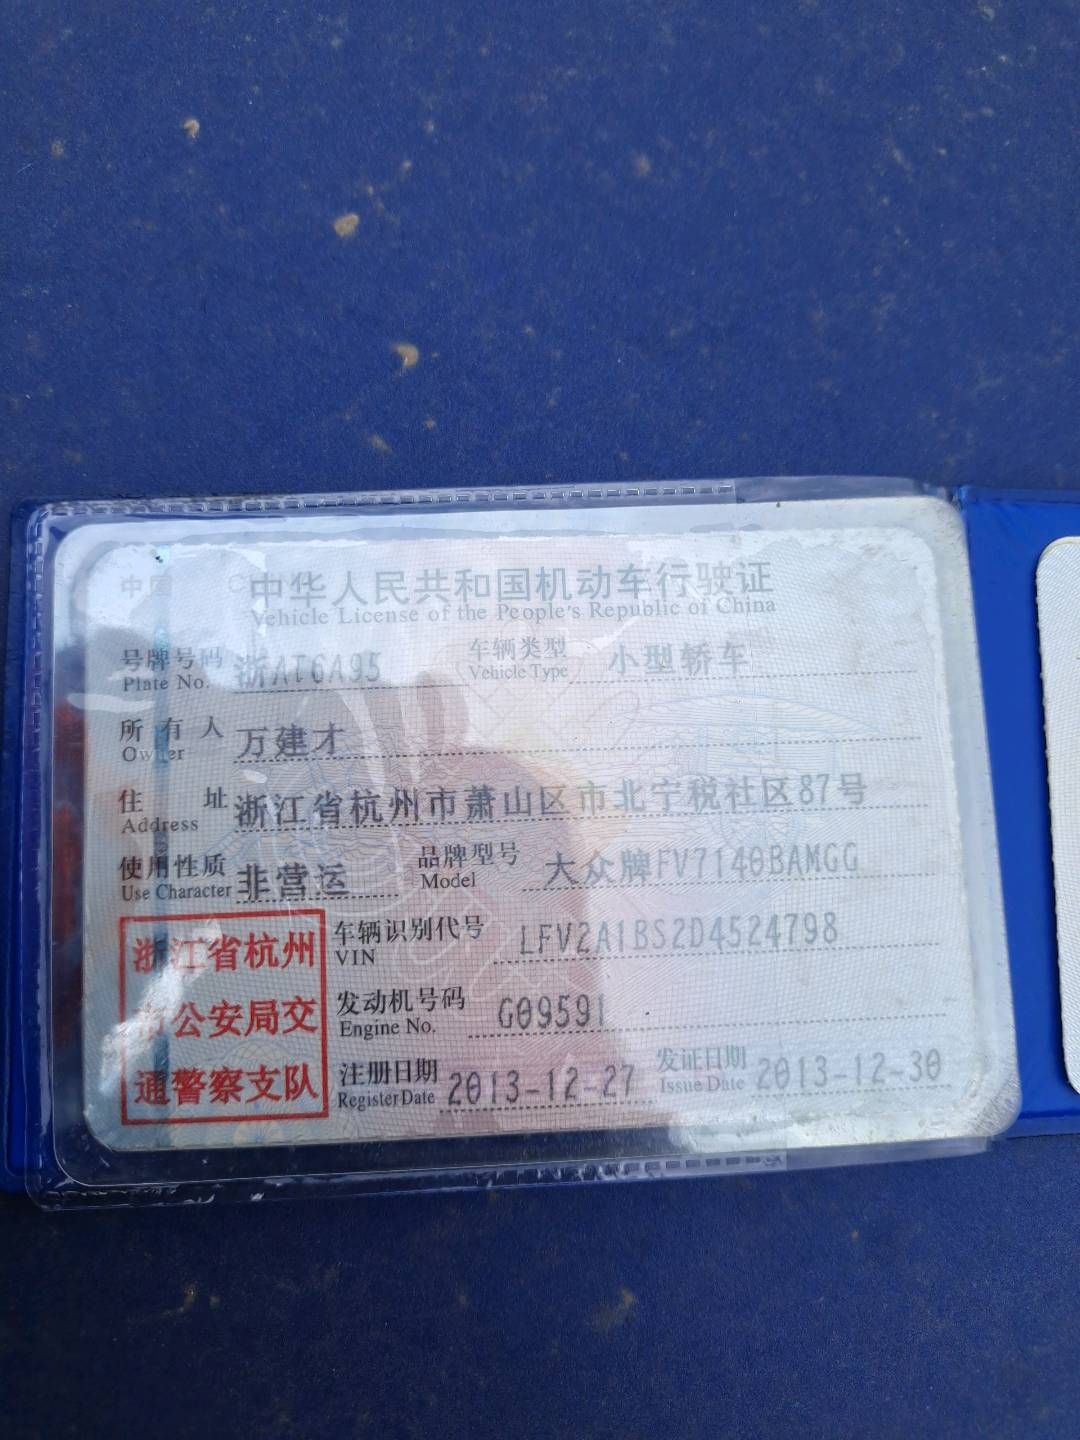 中华人民共和国机动车行驶证
Vehicle License of the People's Republic of China
号牌号码 浙AT6A95 车辆类型 小型轿车
Plate No. Vehicle Type
所有人 万建才
Owner
住址 浙江省杭州市萧山区市北宁税社区87号
Address
使用性质 非营运 品牌型号 大众牌FV7140BAMGG
Use Character Model
浙江省杭州 车辆识别代号 LFV2A1BS2D4524798
VIN
市公安局交 发动机号码 G09591
Engine No.
通警察支队 注册日期 2013-12-27 发证日期 2013-12-30
Register Date Issue Date